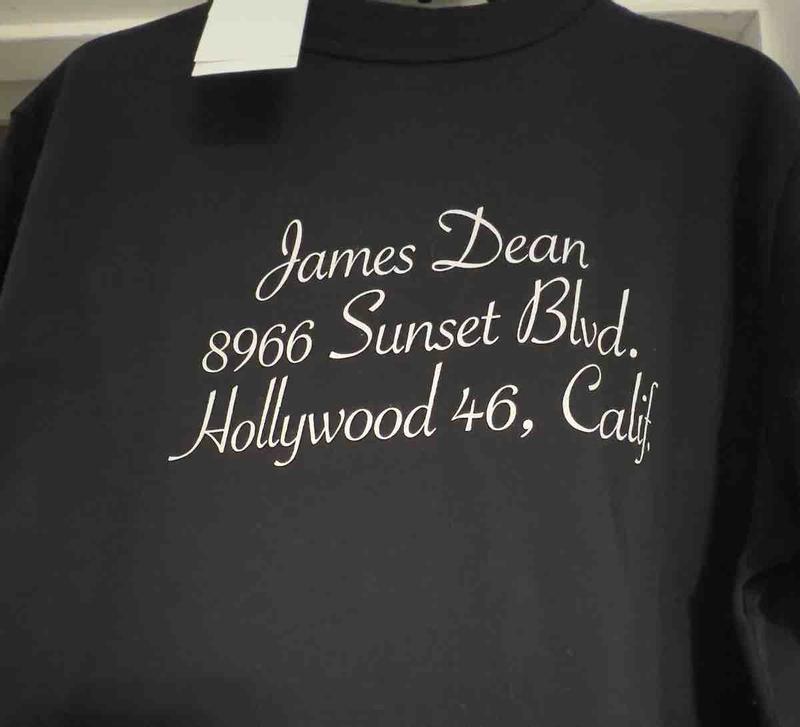 James Dean
8966 Sunset Blvd.
Hollywood 46, Calif.